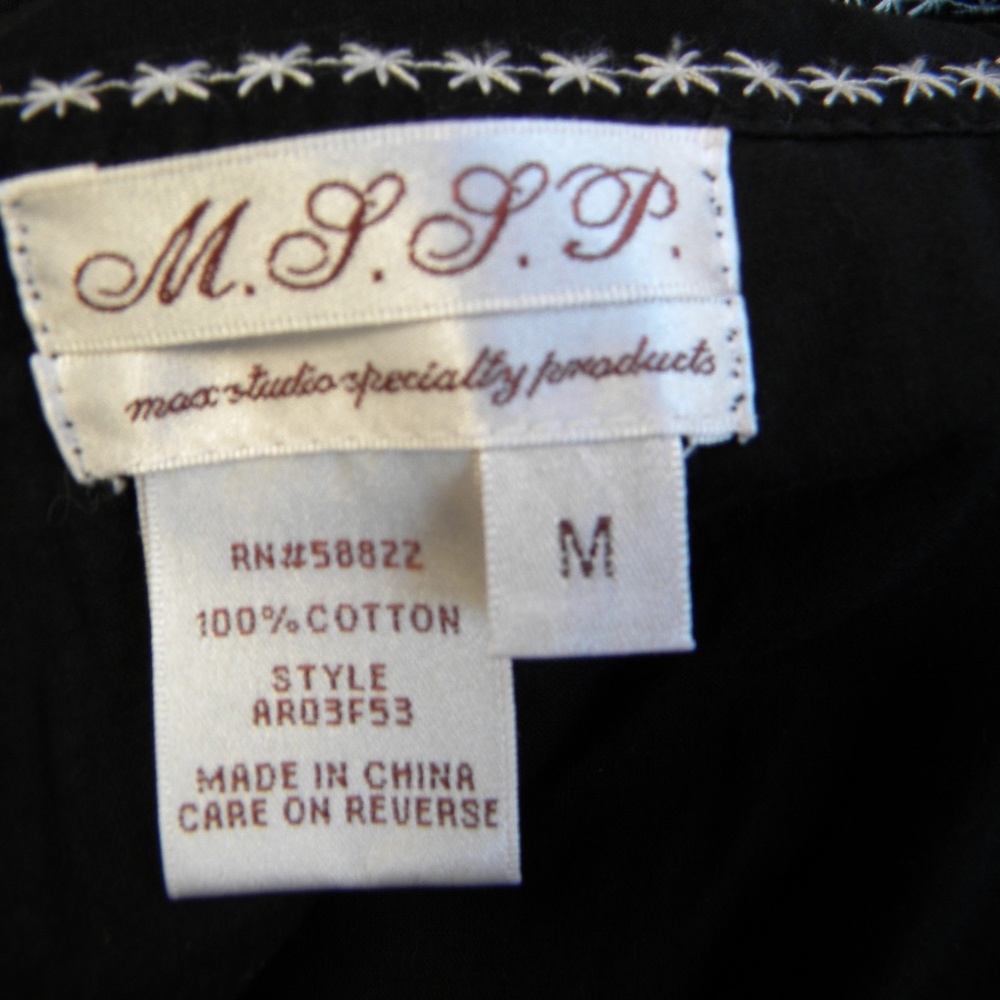 M.S.S.P.
max studio specialty products
M
RN#58822
100% COTTON
STYLE
AR03F53
MADE IN CHINA
CARE ON REVERSE